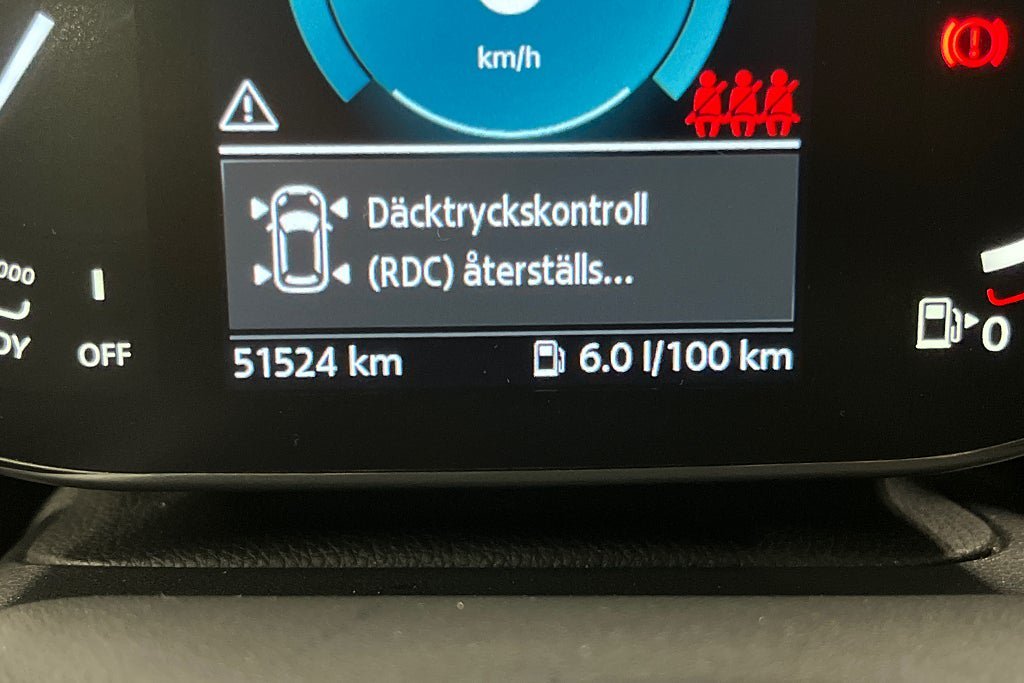 km/h
Däcktryckskontroll
(RDC) återställs...
OFF
51524 km
6.0 l/100 km
0